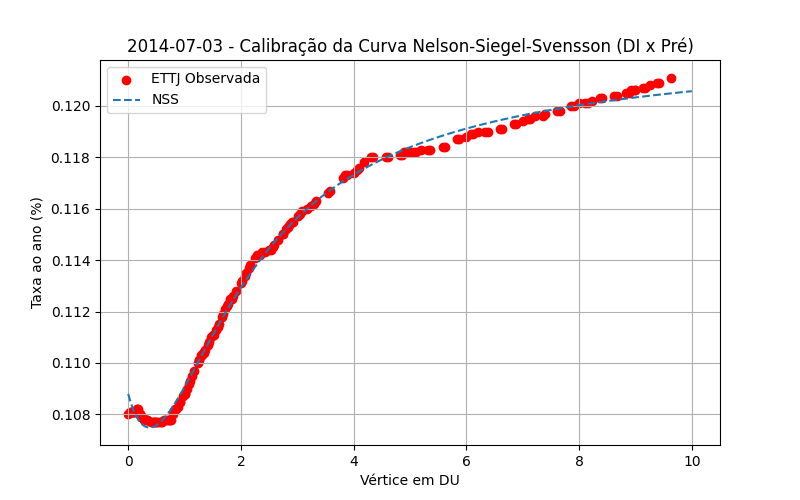 2014-07-03 - Calibração da Curva Nelson-Siegel-Svensson (DI x Pré)
ETTJ Observada
NSS
Taxa ao ano (%)
0.120
0.118
0.116
0.114
0.112
0.110
0.108
0 2 4 6 8 10
Vértice em DU